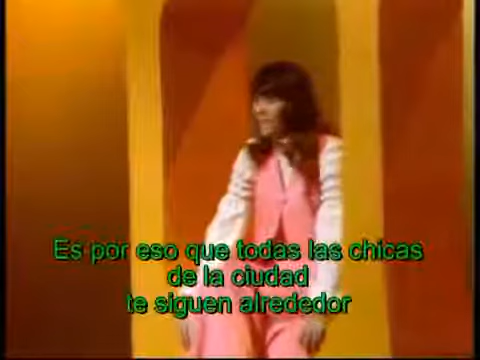 Es por eso que todas las chicas
de la ciudad
te siguen alrededor